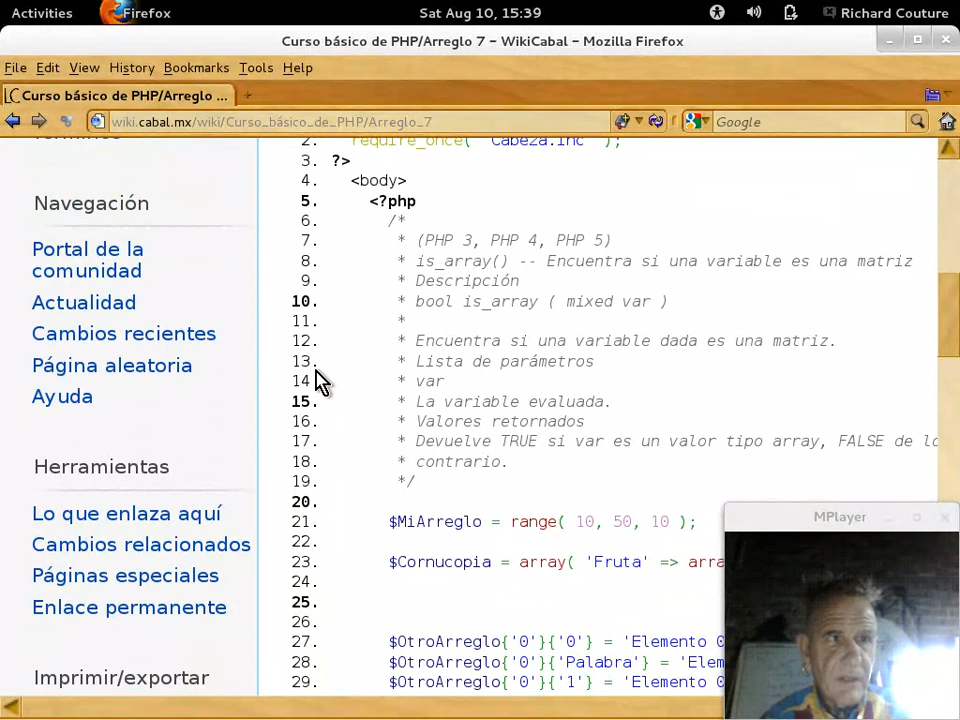 Activities Firefox Sat Aug 10, 15:39 Richard Couture
Curso básico de PHP/Arreglo 7 – WikiCabal – Mozilla Firefox
File Edit View History Bookmarks Tools Help
Curso básico de PHP/Arreglo ...
wiki.cabal.mx/wiki/Curso_básico_de_PHP/Arreglo_7 Google
Navegación
Portal de la
comunidad
Actualidad
Cambios recientes
Página aleatoria
Ayuda
Herramientas
Lo que enlaza aquí
Cambios relacionados
Páginas especiales
Enlace permanente
Imprimir/exportar
2. require_once( 'Cabeza.inc' );
3. ?>
4. <body>
5. <?php
6. /*
7. * (PHP 3, PHP 4, PHP 5)
8. * is_array() -- Encuentra si una variable es una matriz
9. * Descripción
10. * bool is_array ( mixed var )
11. *
12. * Encuentra si una variable dada es una matriz.
13. * Lista de parámetros
14 * var
15. * La variable evaluada.
16. * Valores retornados
17. * Devuelve TRUE si var es un valor tipo array, FALSE de lo
18. * contrario.
19. */
20.
21. $MiArreglo = range( 10, 50, 10 );
22.
23. $Cornucopia = array( 'Fruta' => arra
24.
25.
26.
27. $OtroArreglo{'0'}{'0'} = 'Elemento 0
28. $OtroArreglo{'0'}{'Palabra'} = 'Elem
29. $OtroArreglo{'0'}{'1'} = 'Elemento 0
MPlayer